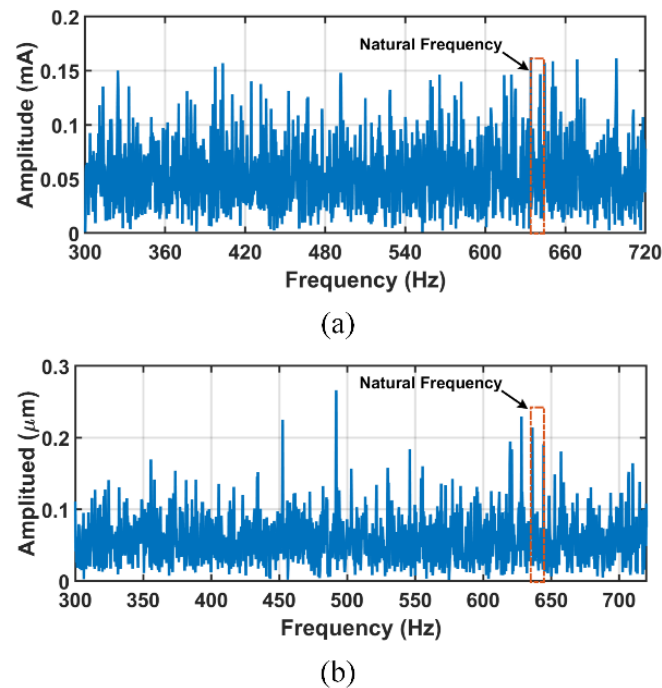 0.2
Natural Frequency
0.15
0.1
0.05
0
Amplitude (mA)
300 360 420 480 540 600 660 720
Frequency (Hz)
(a)
0.3
Natural Frequency
0.2
0.1
0
Amplitued (μm)
300 350 400 450 500 550 600 650 700
Frequency (Hz)
(b)